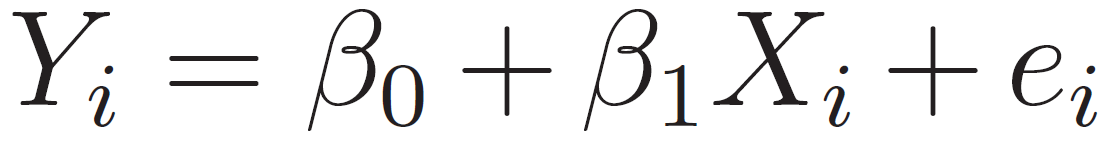 Yᵢ = β₀ + β₁Xᵢ + eᵢ